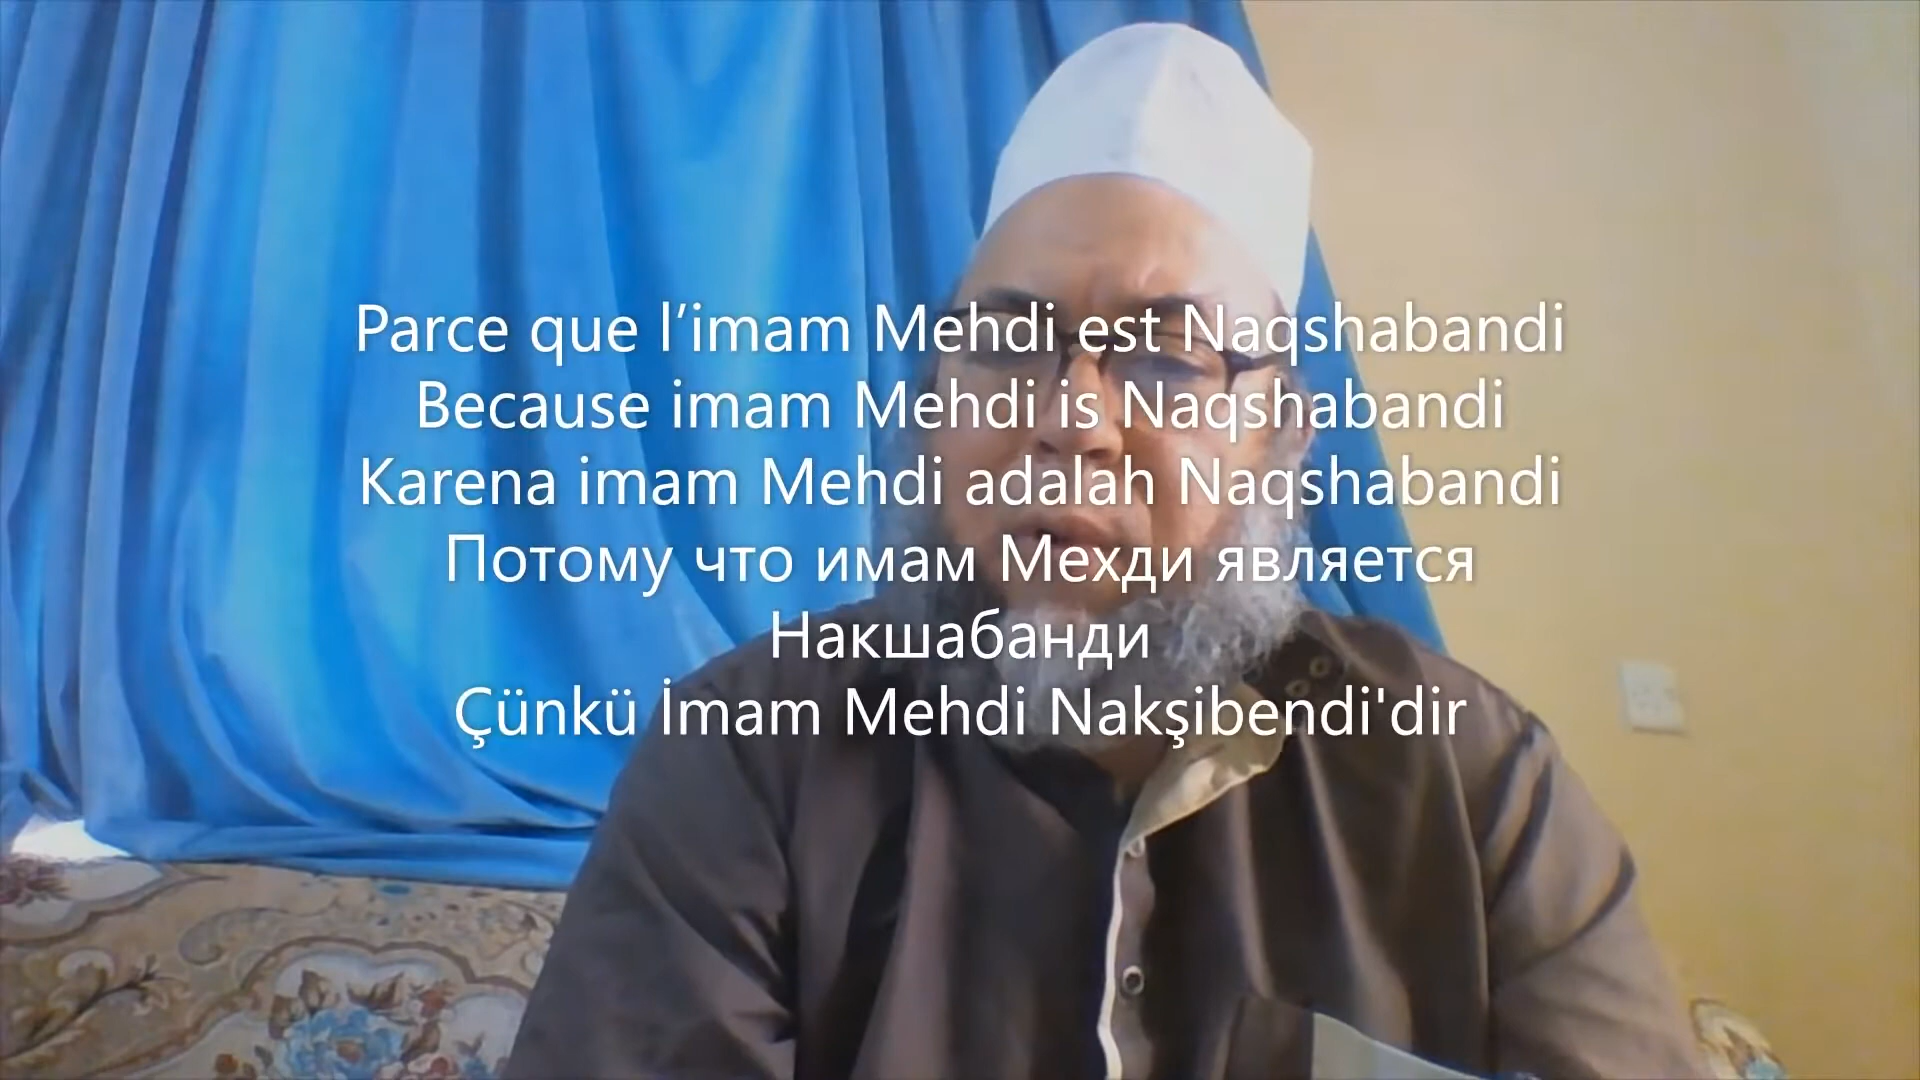 Parce que l’imam Mehdi est Naqshabandi
Because imam Mehdi is Naqshabandi
Karena imam Mehdi adalah Naqshabandi
Потому что имам Мехди является
Накшабанди
Çünkü İmam Mehdi Nakşibendi'dir